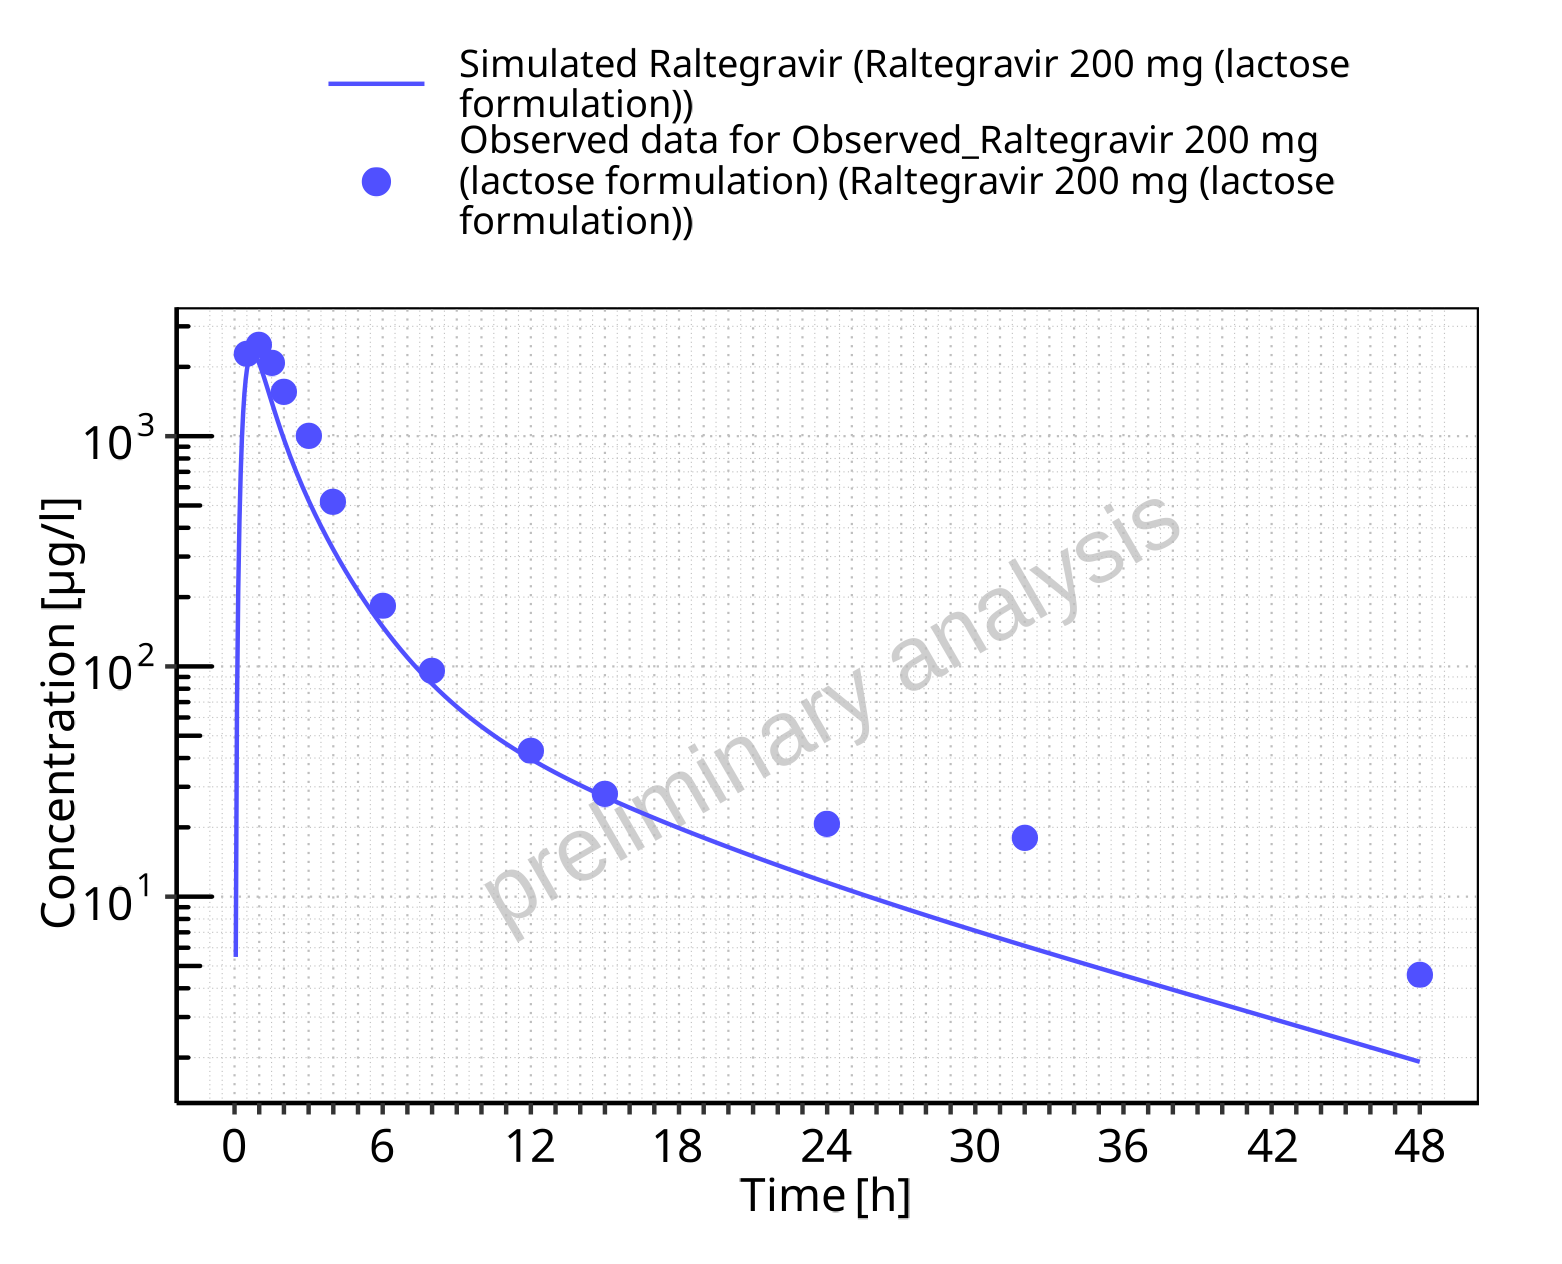 Simulated Raltegravir (Raltegravir 200 mg (lactose
formulation))
Observed data for Observed_Raltegravir 200 mg
(lactose formulation) (Raltegravir 200 mg (lactose
formulation))
10³
10²
10¹
Concentration [µg/l]
preliminary analysis
0 6 12 18 24 30 36 42 48
Time [h]